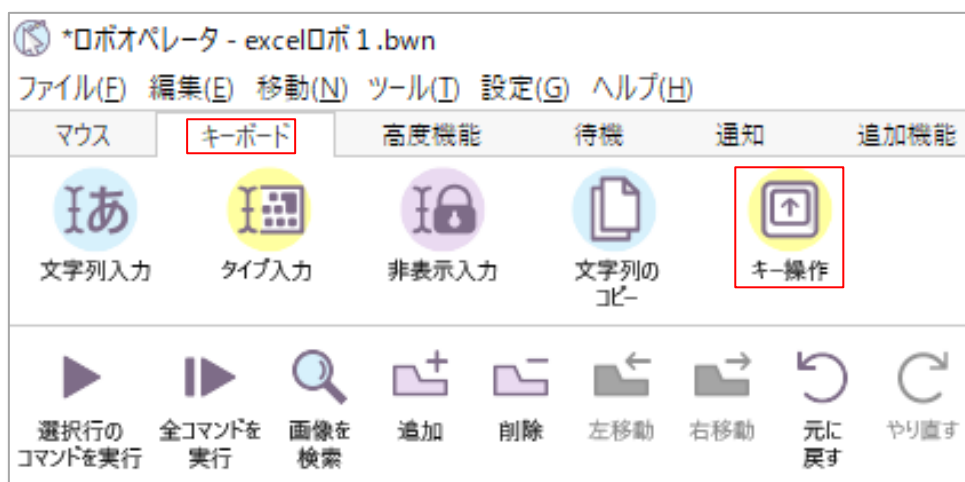 *ロボオペレータ - excelロボ１.bwn
ファイル(F) 編集(E) 移動(N) ツール(T) 設定(G) ヘルプ(H)
マウス キーボード 高度機能 待機 通知 追加機能
あ
文字列入力 タイプ入力 非表示入力 文字列の キー操作
コピー
選択行の 全コマンドを 画像を 追加 削除 左移動 右移動 元に やり直す
コマンドを実行 実行 検索 戻す